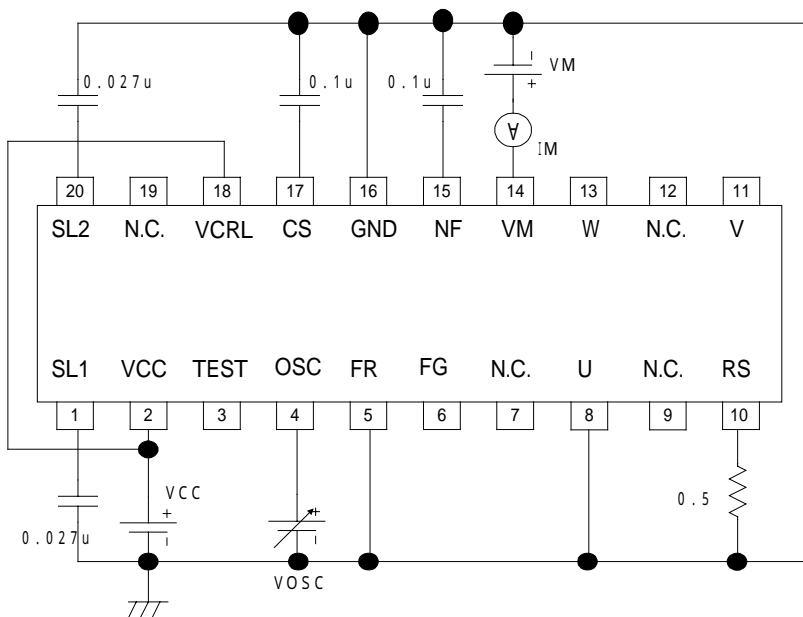 0.027u
0.1u
0.1u
− VM
+
A
IM
20 19 18 17 16 15 14 13 12 11
SL2 N.C. VCRL CS GND NF VM W N.C. V
SL1 VCC TEST OSC FR FG N.C. U N.C. RS
1 2 3 4 5 6 7 8 9 10
VCC
+
−
+
−
0.5
0.027u
VOSC